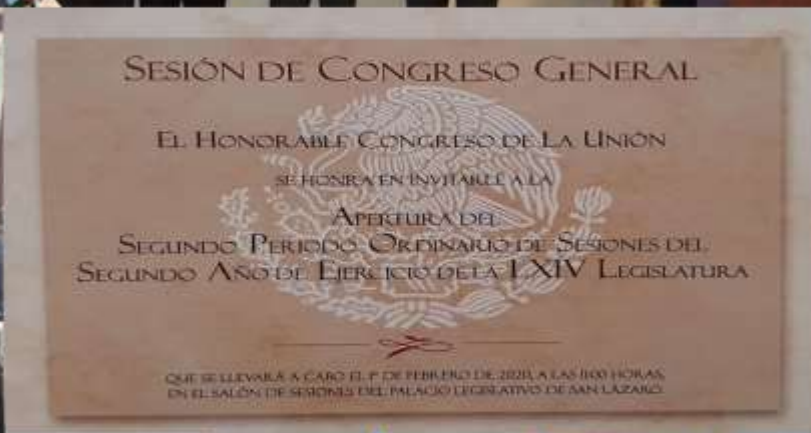 SESIÓN DE CONGRESO GENERAL
EL HONORABLE CONGRESO DE LA UNIÓN
SE HONRA EN INVITARLE A LA
APERTURA DEL
SEGUNDO PERIODO ORDINARIO DE SESIONES DEL
SEGUNDO AÑO DE EJERCICIO DE LA LXIV LEGISLATURA
QUE SE LLEVARÁ A CABO EL 1º DE FEBRERO DE 2020, A LAS HORAS,
EN EL SALÓN DE SESIONES DEL PALACIO LEGISLATIVO DE SAN LÁZARO.